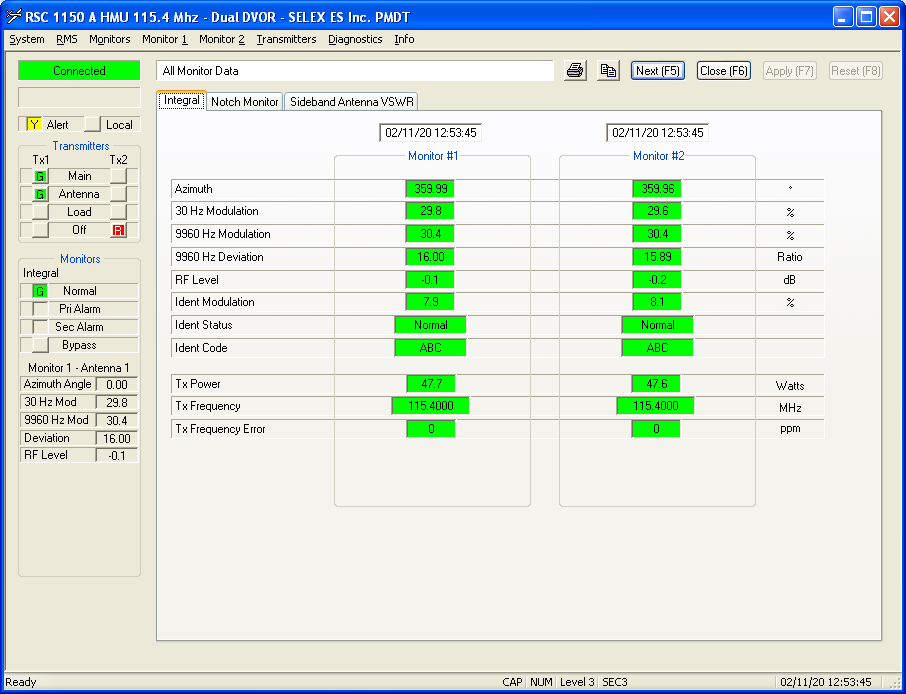 RSC 1150 A HMU 115.4 Mhz - Dual DVOR - SELEX ES Inc. PMDT
System RMS Monitors Monitor 1 Monitor 2 Transmitters Diagnostics Info
Connected
All Monitor Data
Next (F5)
Close (F6)
Apply (F7)
Reset (F8)
Y Alert Local
Transmitters
Tx1 Tx2
G Main
G Antenna
Load
Off R
Monitors
Integral
G Normal
Pri Alarm
Sec Alarm
Bypass
Monitor 1 - Antenna 1
Azimuth Angle 0.00
30 Hz Mod 29.8
9960 Hz Mod 30.4
Deviation 16.00
RF Level -0.1
Integral Notch Monitor Sideband Antenna VSWR
02/11/20 12:53:45 02/11/20 12:53:45
Monitor #1 Monitor #2
Azimuth 359.99 359.96 °
30 Hz Modulation 29.8 29.6 %
9960 Hz Modulation 30.4 30.4 %
9960 Hz Deviation 16.00 15.89 Ratio
RF Level -0.1 -0.2 dB
Ident Modulation 7.9 8.1 %
Ident Status Normal Normal
Ident Code ABC ABC
Tx Power 47.7 47.6 Watts
Tx Frequency 115.4000 115.4000 MHz
Tx Frequency Error 0 0 ppm
Ready CAP NUM Level 3 SEC3 02/11/20 12:53:45